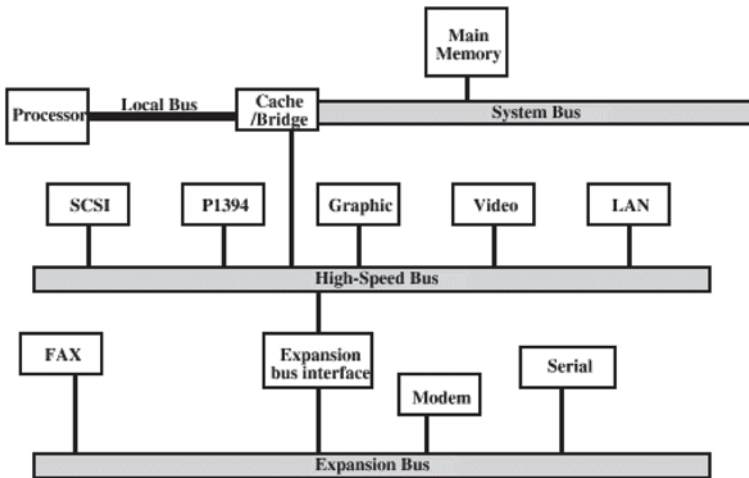 Main
Memory
Local Bus
Cache
/Bridge
Processor
System Bus
SCSI
P1394
Graphic
Video
LAN
High-Speed Bus
FAX
Expansion
bus interface
Serial
Modem
Expansion Bus